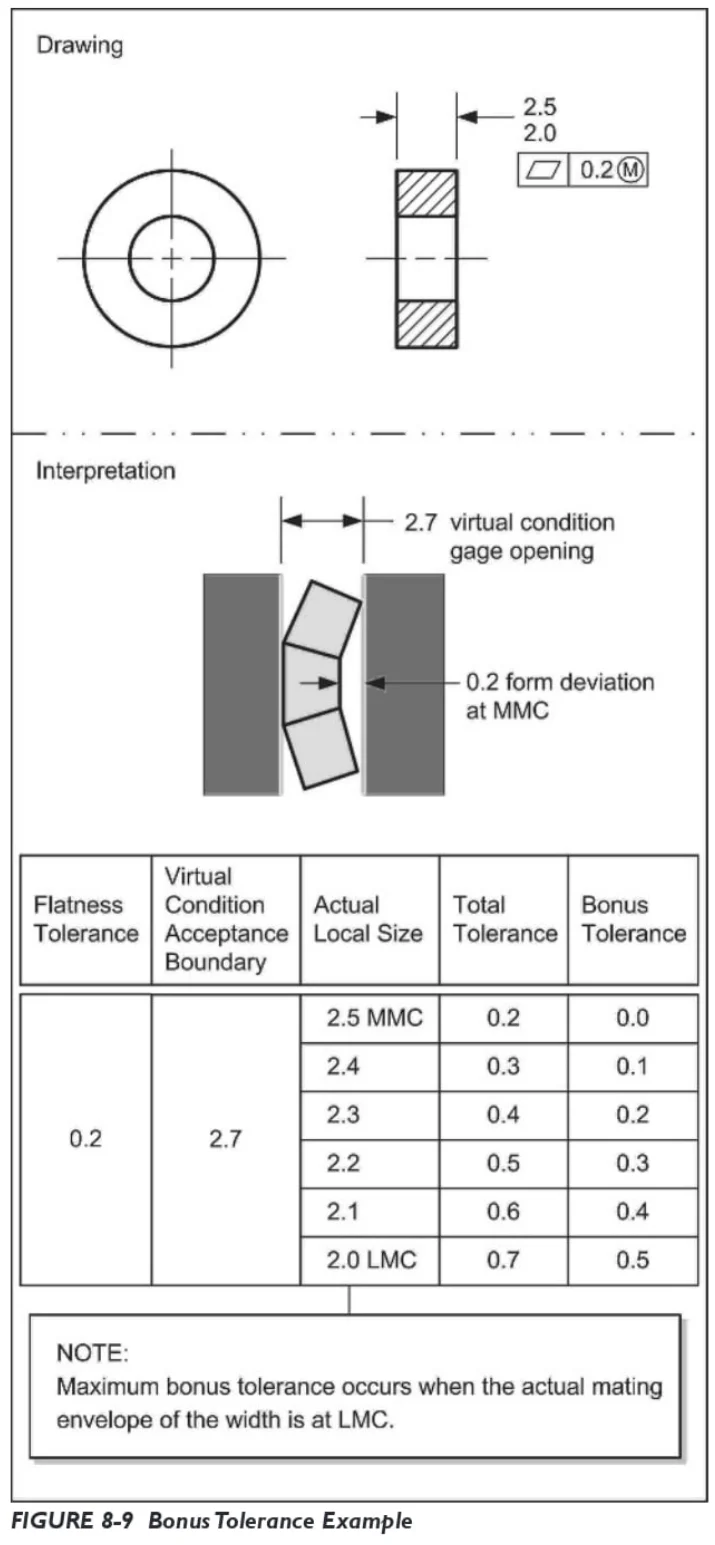 Drawing
2.5
2.0
⏥ 0.2Ⓜ
Interpretation
2.7 virtual condition
gage opening
0.2 form deviation
at MMC
Flatness Tolerance | Virtual Condition Acceptance Boundary | Actual Local Size | Total Tolerance | Bonus Tolerance
0.2 | 2.7 | 2.5 MMC | 0.2 | 0.0
2.4 | 0.3 | 0.1
2.3 | 0.4 | 0.2
2.2 | 0.5 | 0.3
2.1 | 0.6 | 0.4
2.0 LMC | 0.7 | 0.5
NOTE:
Maximum bonus tolerance occurs when the actual mating
envelope of the width is at LMC.
FIGURE 8-9 Bonus Tolerance Example